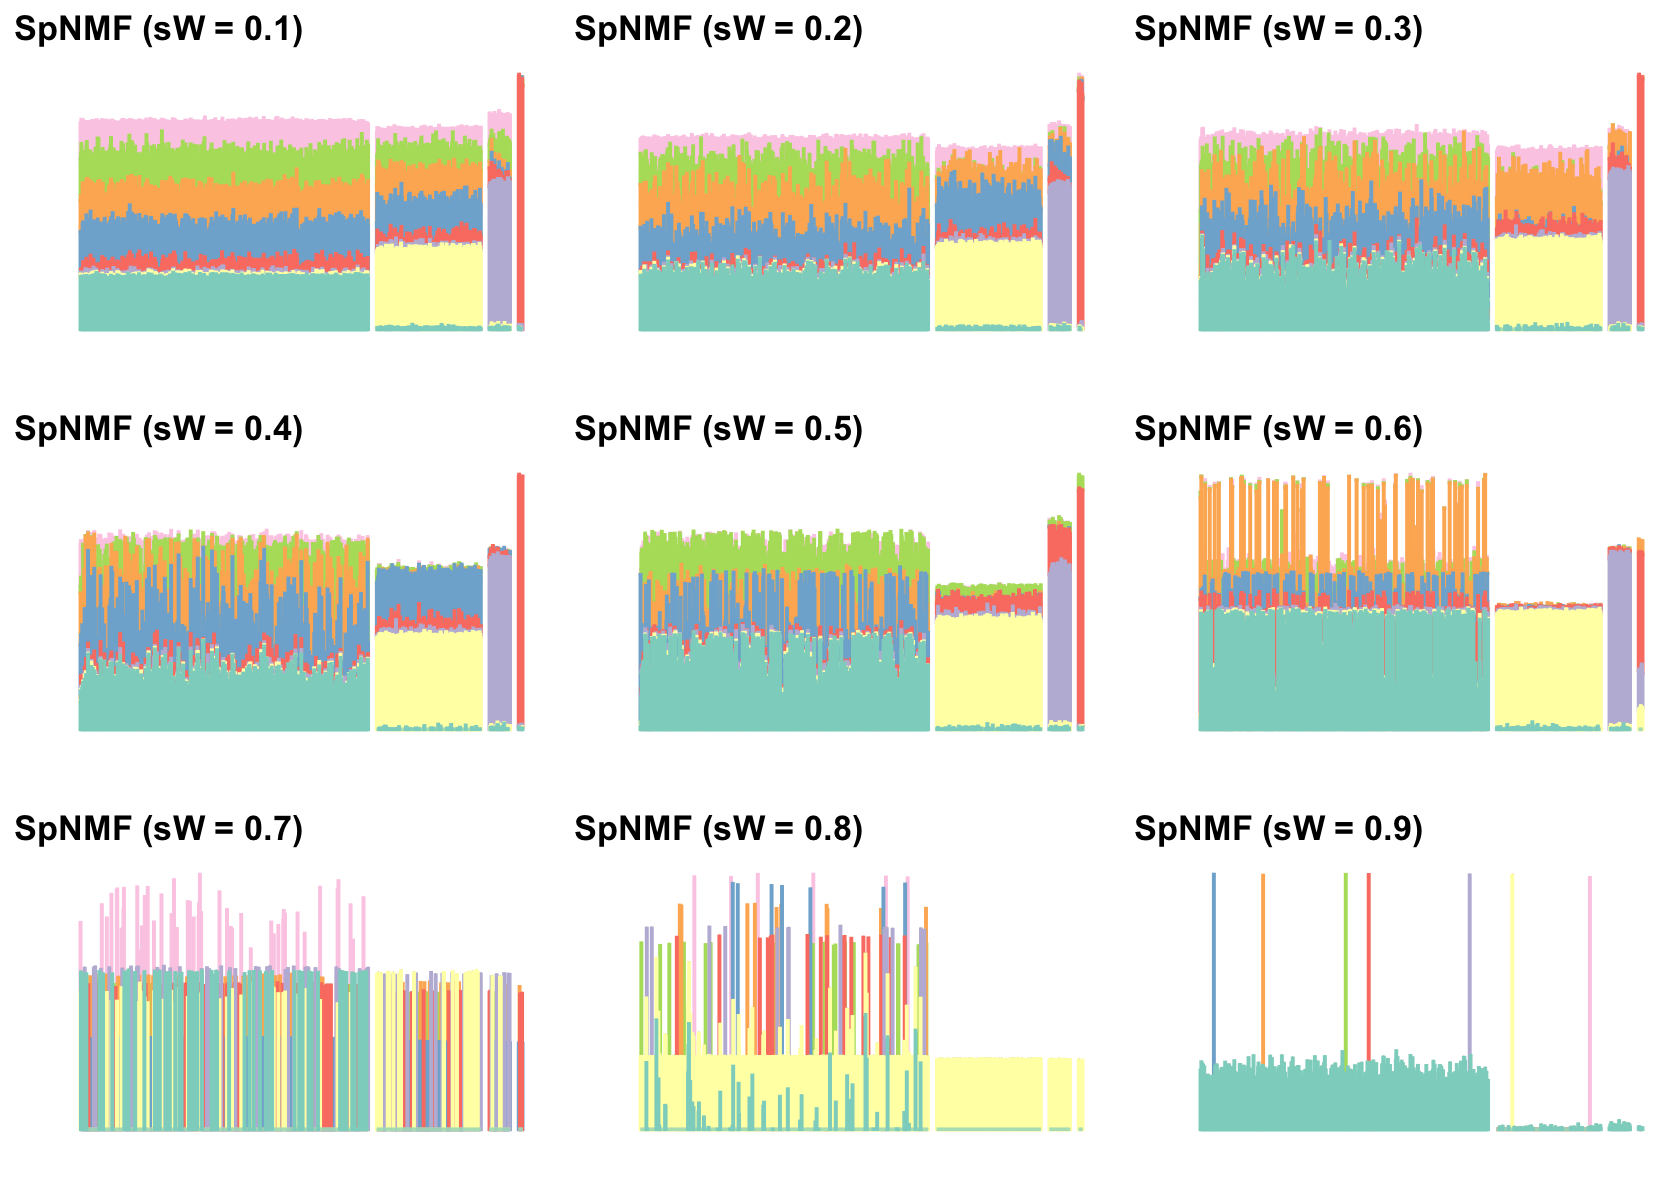 SpNMF (sW = 0.1)
SpNMF (sW = 0.2)
SpNMF (sW = 0.3)
SpNMF (sW = 0.4)
SpNMF (sW = 0.5)
SpNMF (sW = 0.6)
SpNMF (sW = 0.7)
SpNMF (sW = 0.8)
SpNMF (sW = 0.9)